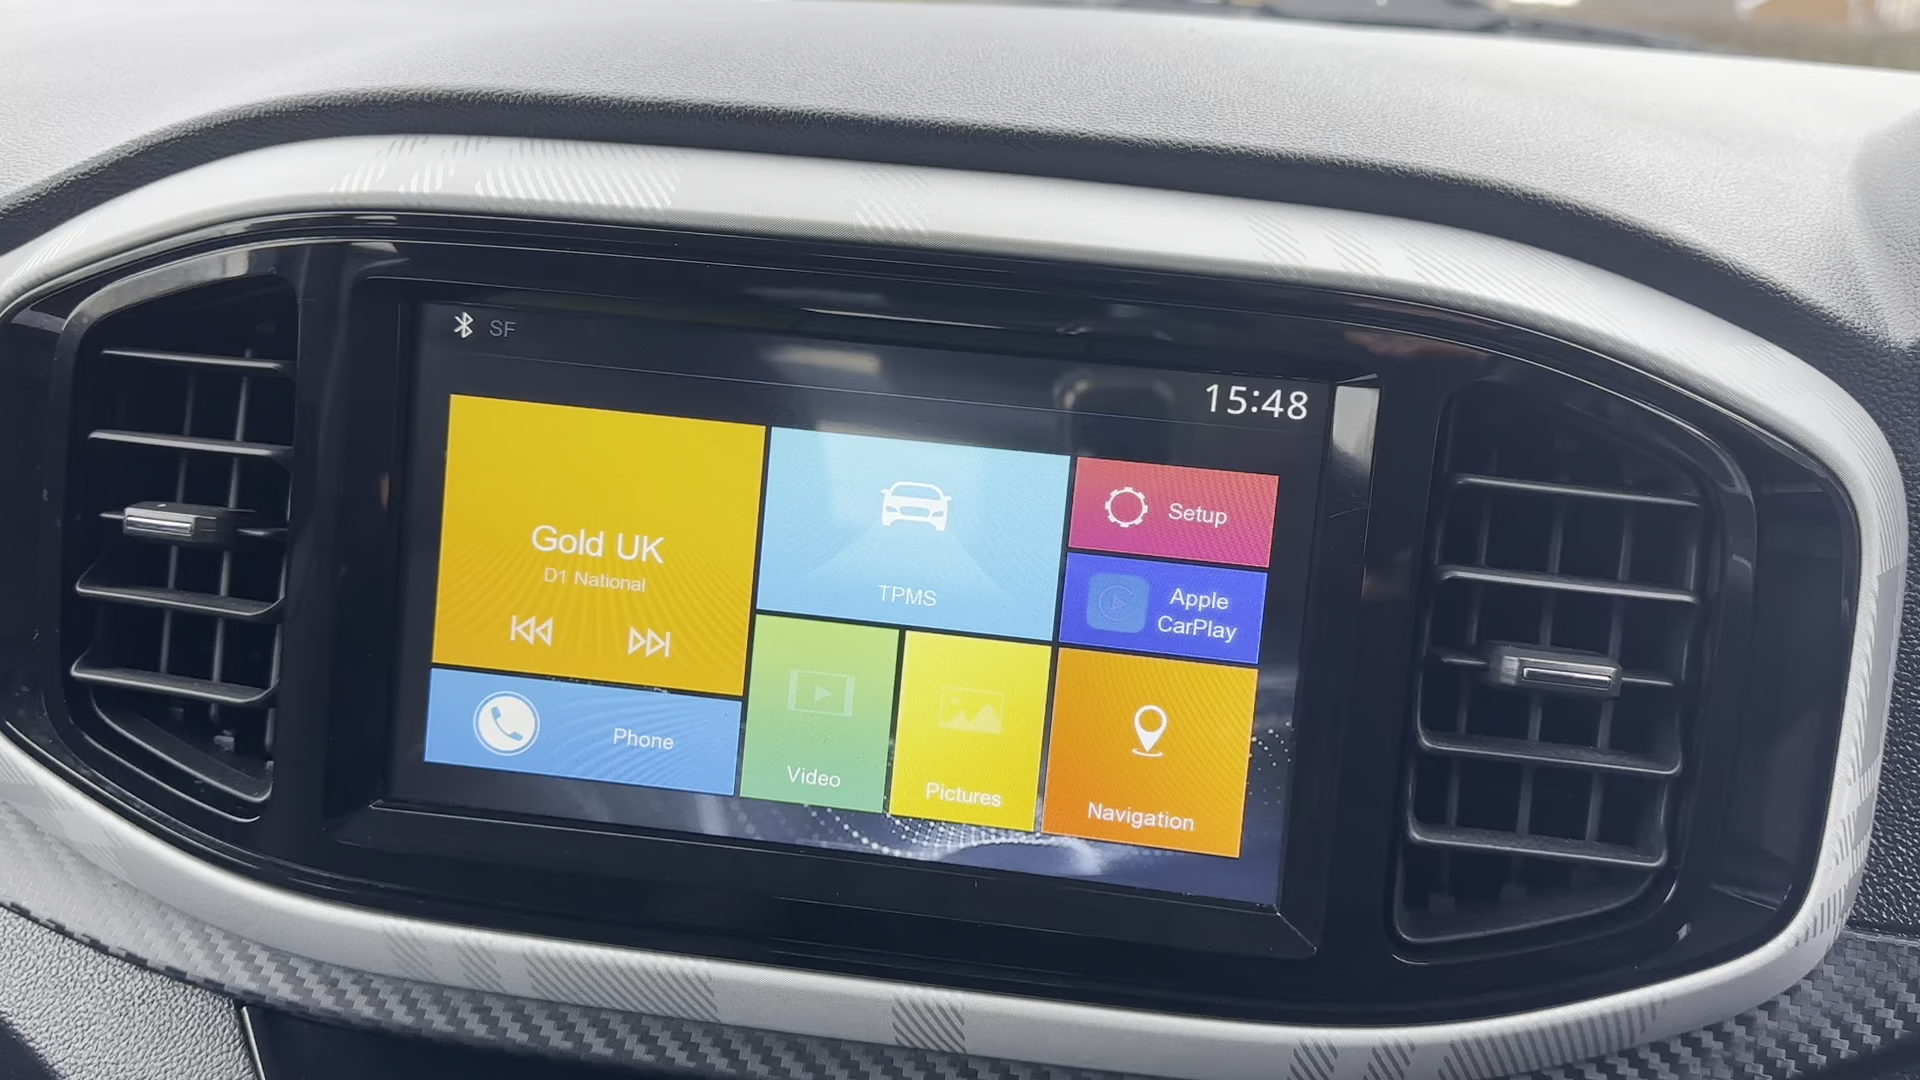 SF
15:48
Gold UK
D1 National
TPMS
Setup
Apple
CarPlay
Phone
Video
Pictures
Navigation